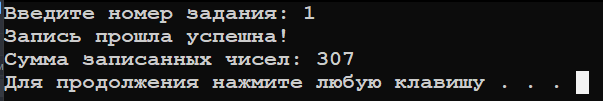 Введите номер задания: 1
Запись прошла успешна!
Сумма записанных чисел: 307
Для продолжения нажмите любую клавишу . . .